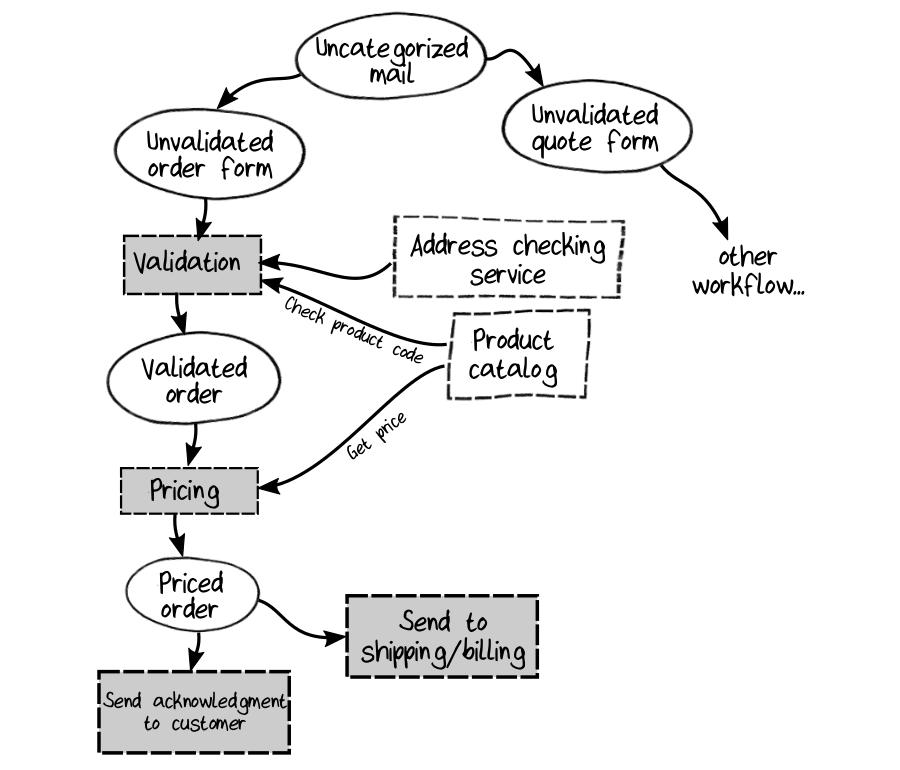 Uncategorized
mail
Unvalidated
quote form
Unvalidated
order form
Validation
Address checking
service
other
workflow...
Check product code
Product
catalog
Validated
order
Get price
Pricing
Priced
order
Send to
shipping/billing
Send acknowledgment
to customer